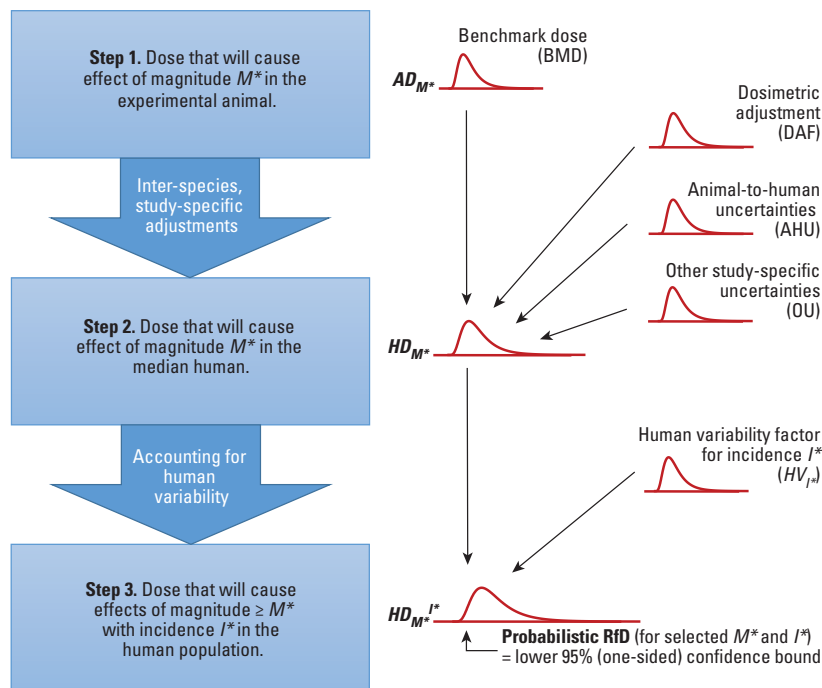 Step 1. Dose that will cause
effect of magnitude M* in the
experimental animal.
Inter-species,
study-specific
adjustments
Step 2. Dose that will cause
effect of magnitude M* in the
median human.
Accounting for
human
variability
Step 3. Dose that will cause
effects of magnitude ≥ M*
with incidence I* in the
human population.
Benchmark dose
(BMD)
AD_M*
Dosimetric
adjustment
(DAF)
Animal-to-human
uncertainties
(AHU)
Other study-specific
uncertainties
(OU)
HD_M*
Human variability factor
for incidence I*
(HV_I*)
HD_M*^I*
Probabilistic RfD (for selected M* and I*)
= lower 95% (one-sided) confidence bound